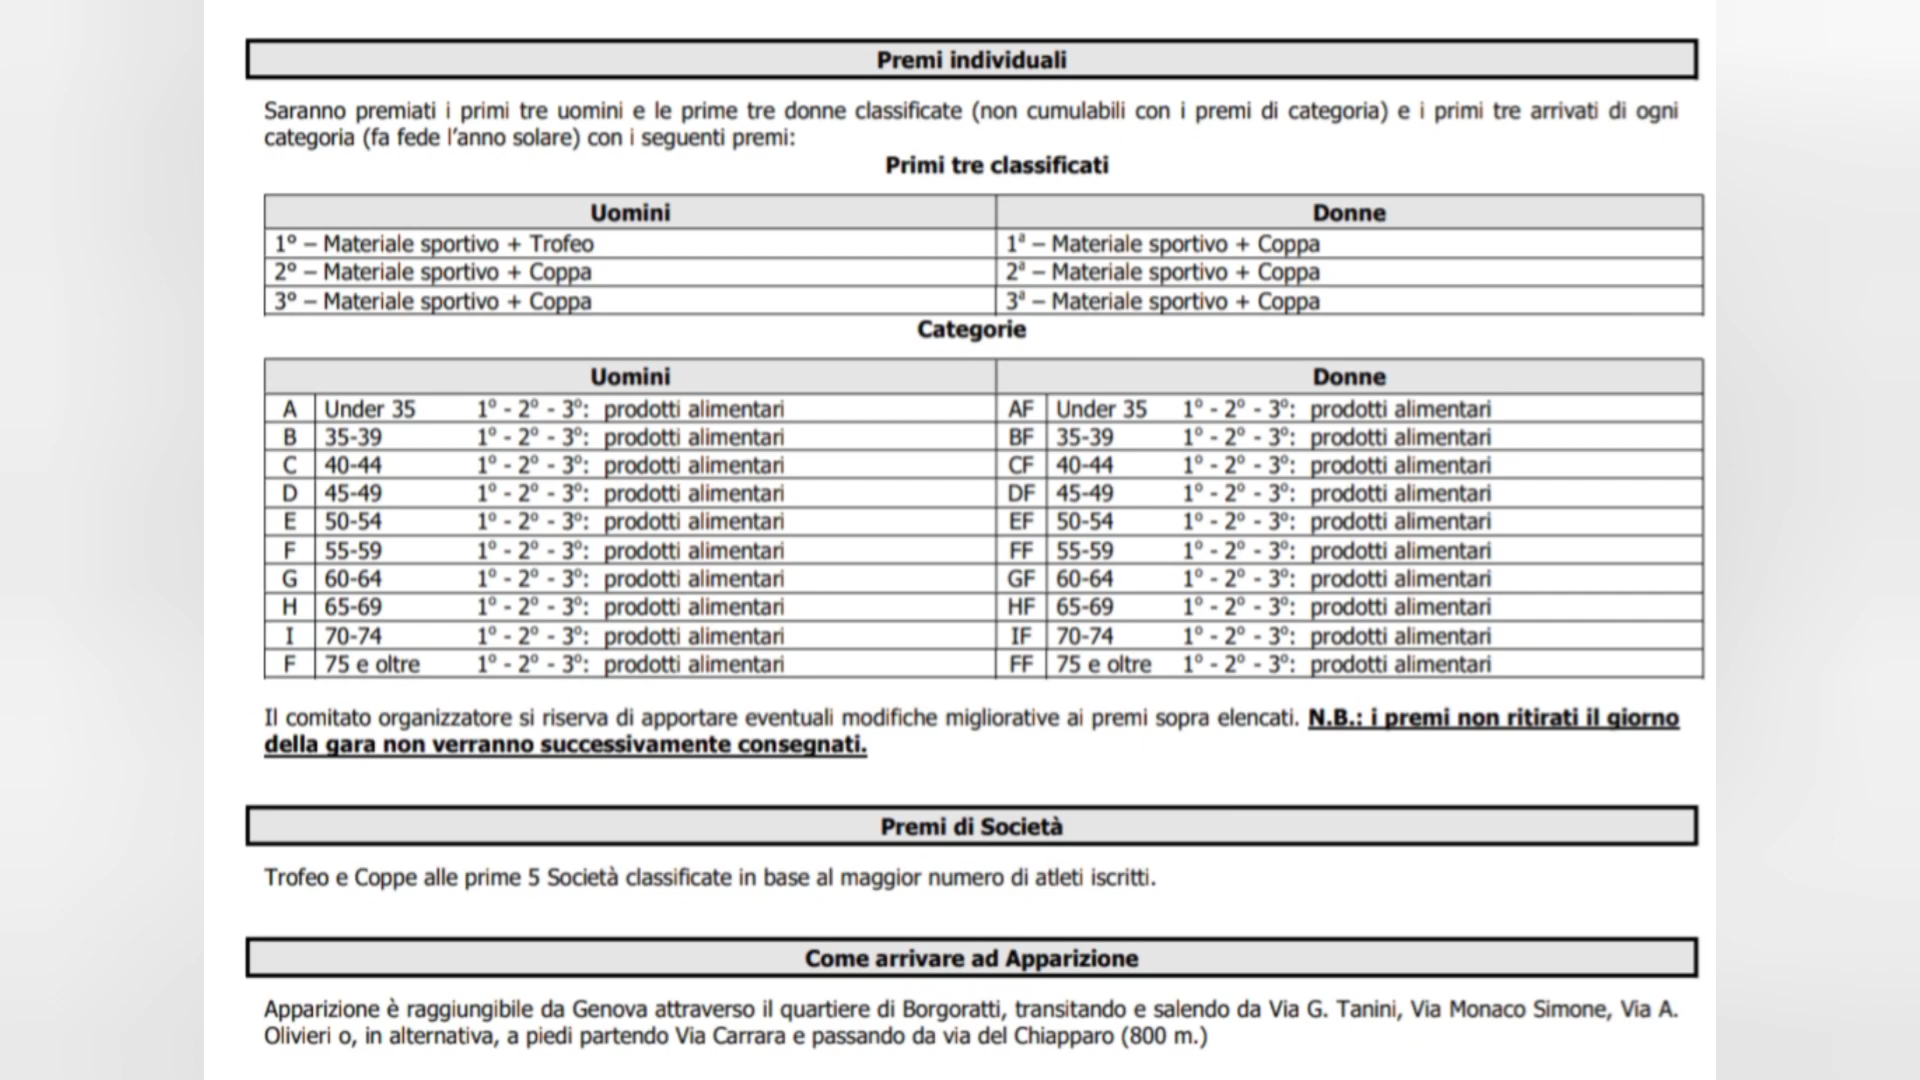 Premi individuali
Saranno premiati i primi tre uomini e le prime tre donne classificate (non cumulabili con i premi di categoria) e i primi tre arrivati di ogni
categoria (fa fede l'anno solare) con i seguenti premi:
Primi tre classificati
Uomini Donne
1° – Materiale sportivo + Trofeo 1ª – Materiale sportivo + Coppa
2° – Materiale sportivo + Coppa 2ª – Materiale sportivo + Coppa
3° – Materiale sportivo + Coppa 3ª – Materiale sportivo + Coppa
Categorie
Uomini Donne
A Under 35 1° - 2° - 3°: prodotti alimentari AF Under 35 1° - 2° - 3°: prodotti alimentari
B 35-39 1° - 2° - 3°: prodotti alimentari BF 35-39 1° - 2° - 3°: prodotti alimentari
C 40-44 1° - 2° - 3°: prodotti alimentari CF 40-44 1° - 2° - 3°: prodotti alimentari
D 45-49 1° - 2° - 3°: prodotti alimentari DF 45-49 1° - 2° - 3°: prodotti alimentari
E 50-54 1° - 2° - 3°: prodotti alimentari EF 50-54 1° - 2° - 3°: prodotti alimentari
F 55-59 1° - 2° - 3°: prodotti alimentari FF 55-59 1° - 2° - 3°: prodotti alimentari
G 60-64 1° - 2° - 3°: prodotti alimentari GF 60-64 1° - 2° - 3°: prodotti alimentari
H 65-69 1° - 2° - 3°: prodotti alimentari HF 65-69 1° - 2° - 3°: prodotti alimentari
I 70-74 1° - 2° - 3°: prodotti alimentari IF 70-74 1° - 2° - 3°: prodotti alimentari
F 75 e oltre 1° - 2° - 3°: prodotti alimentari FF 75 e oltre 1° - 2° - 3°: prodotti alimentari
Il comitato organizzatore si riserva di apportare eventuali modifiche migliorative ai premi sopra elencati. N.B.: i premi non ritirati il giorno
della gara non verranno successivamente consegnati.
Premi di Società
Trofeo e Coppe alle prime 5 Società classificate in base al maggior numero di atleti iscritti.
Come arrivare ad Apparizione
Apparizione è raggiungibile da Genova attraverso il quartiere di Borgoratti, transitando e salendo da Via G. Tanini, Via Monaco Simone, Via A.
Olivieri o, in alternativa, a piedi partendo Via Carrara e passando da via del Chiapparo (800 m.)